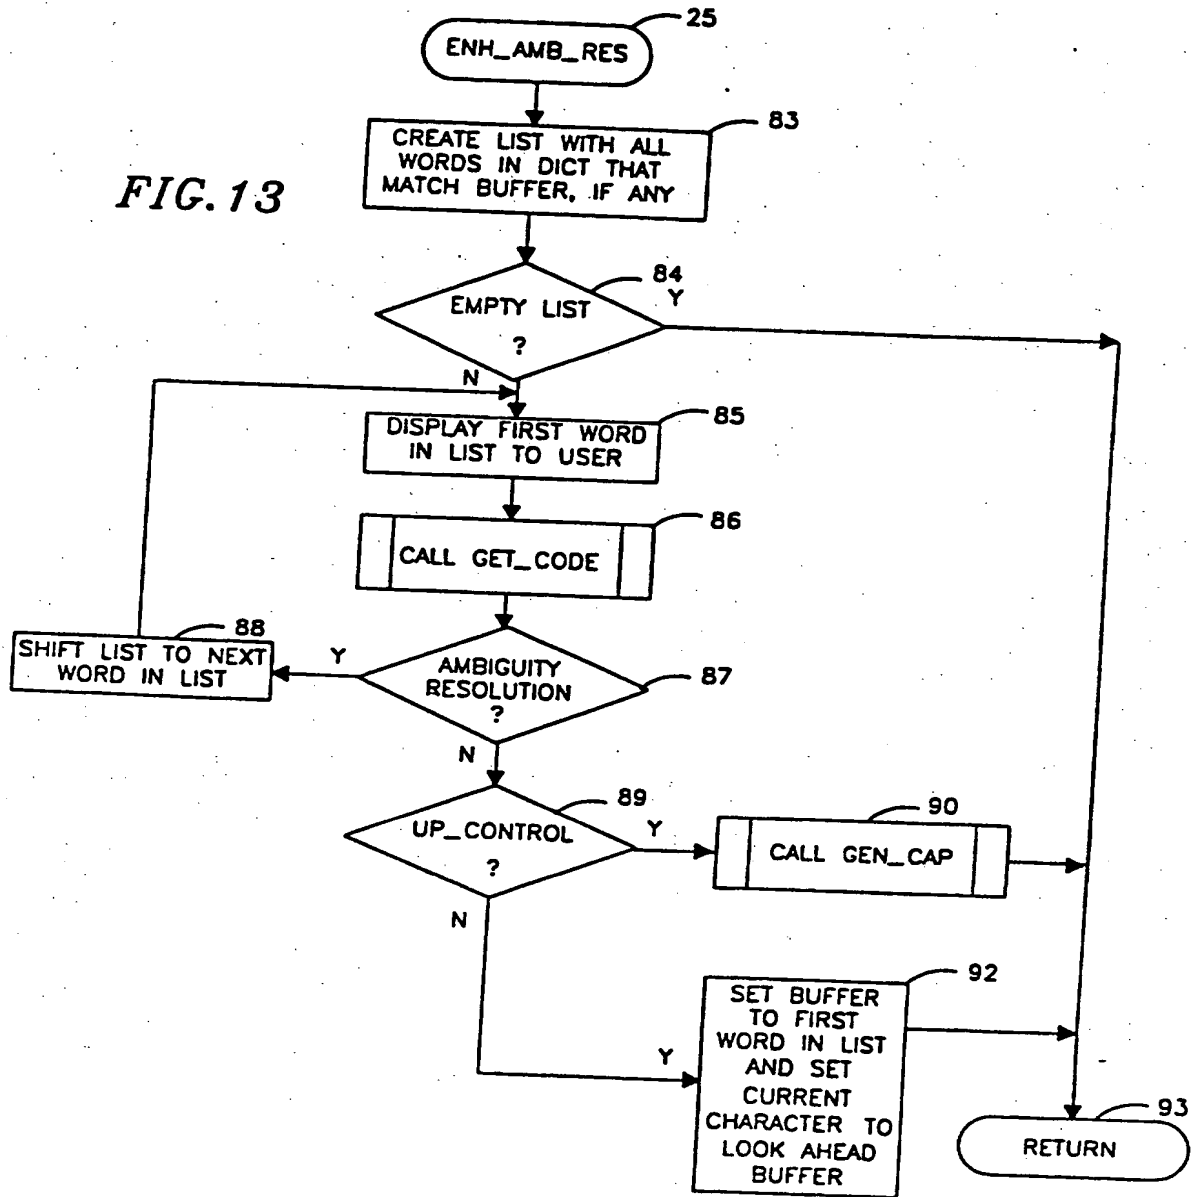 25
ENH_AMB_RES
83
CREATE LIST WITH ALL
WORDS IN DICT THAT
MATCH BUFFER, IF ANY
FIG.13
84
EMPTY LIST
?
Y
N
85
DISPLAY FIRST WORD
IN LIST TO USER
86
CALL GET_CODE
88
SHIFT LIST TO NEXT
WORD IN LIST
Y
AMBIGUITY
RESOLUTION
?
87
N
89
UP_CONTROL
?
Y
90
CALL GEN_CAP
N
92
SET BUFFER
TO FIRST
WORD IN LIST
AND SET
CURRENT
CHARACTER TO
LOOK AHEAD
BUFFER
Y
93
RETURN